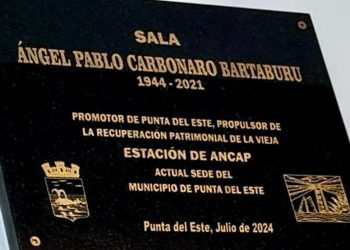 SALA
ÁNGEL PABLO CARBONARO BARTABURU
1944 - 2021
PROMOTOR DE PUNTA DEL ESTE, PROPULSOR DE
LA RECUPERACIÓN PATRIMONIAL DE LA VIEJA
ESTACIÓN DE ANCAP
ACTUAL SEDE DEL
MUNICIPIO DE PUNTA DEL ESTE
Punta del Este, Julio de 2024